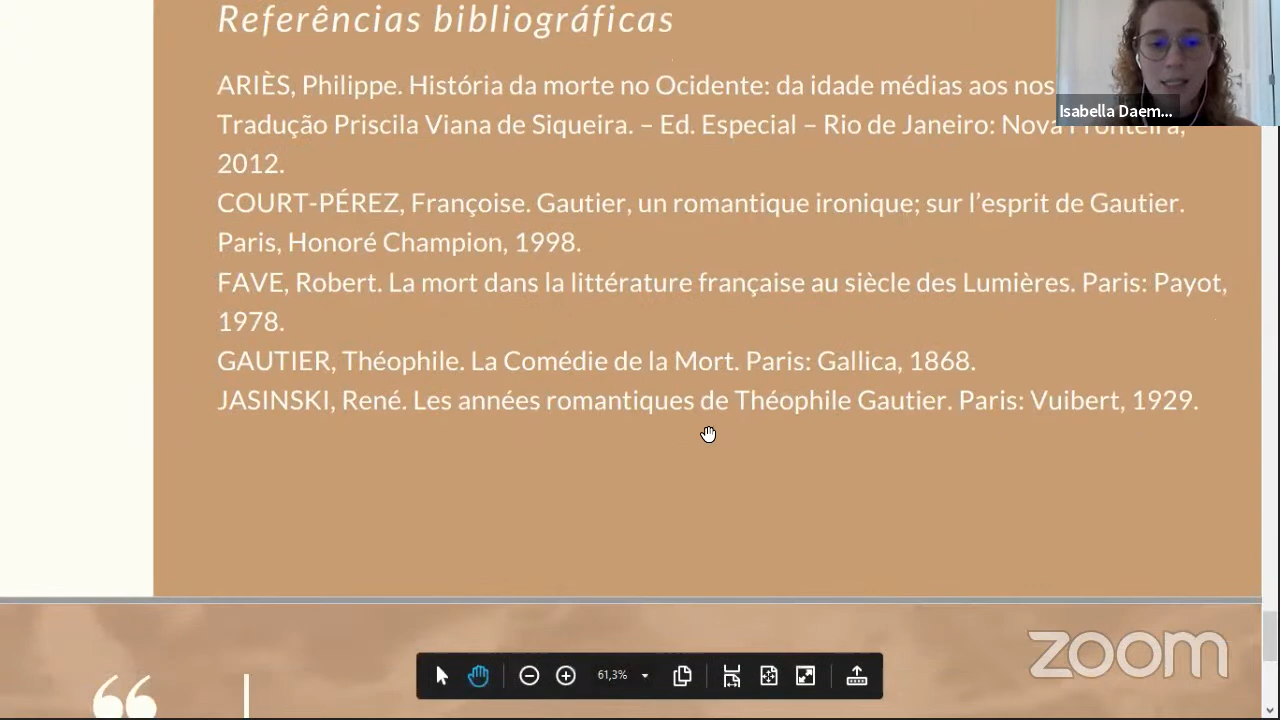 Referências bibliográficas
ARIÈS, Philippe. História da morte no Ocidente: da idade médias aos nos
Isabella Daem...
Tradução Priscila Viana de Siqueira. – Ed. Especial – Rio de Janeiro: Nova Fronteira,
2012.
COURT-PÉREZ, Françoise. Gautier, un romantique ironique; sur l’esprit de Gautier.
Paris, Honoré Champion, 1998.
FAVE, Robert. La mort dans la littérature française au siècle des Lumières. Paris: Payot,
1978.
GAUTIER, Théophile. La Comédie de la Mort. Paris: Gallica, 1868.
JASINSKI, René. Les années romantiques de Théophile Gautier. Paris: Vuibert, 1929.
zoom
“
61,3%